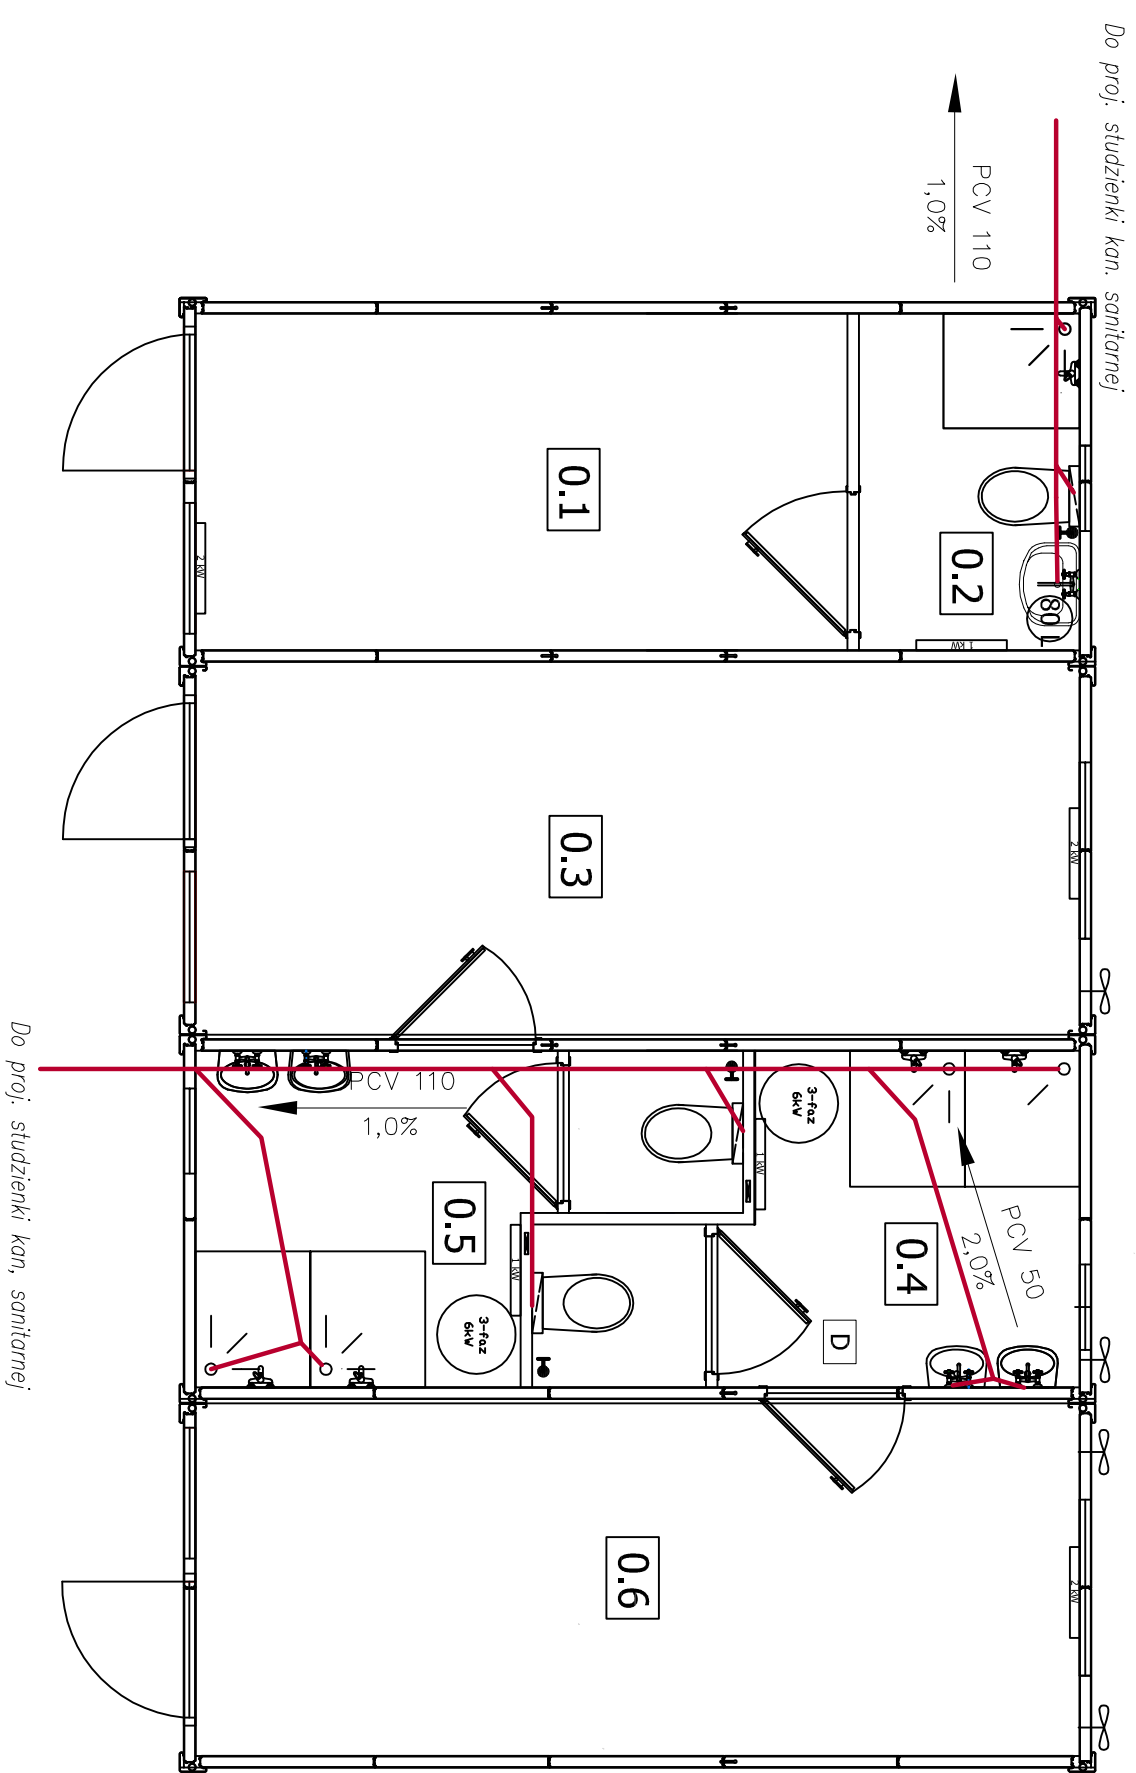 Do proj. studzienki kan. sanitarnej
PCV 110
1,0%
0.1
0.2
80l
2 kW
1 kW
0.3
2 kW
PCV 110
1,0%
3-faz
6kW
1 kW
0.5
1 kW
3-faz
6kW
0.4
PCV 50
2,0%
D
0.6
2 kW
Do proj. studzienki kan, sanitarnej